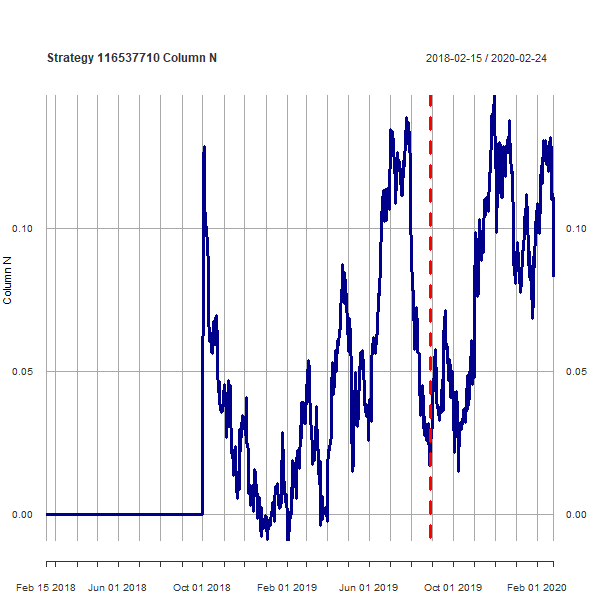 Strategy 116537710 Column N
2018-02-15 / 2020-02-24
Column N
0.10
0.10
0.05
0.05
0.00
0.00
Feb 15 2018
Jun 01 2018
Oct 01 2018
Feb 01 2019
Jun 01 2019
Oct 01 2019
Feb 01 2020